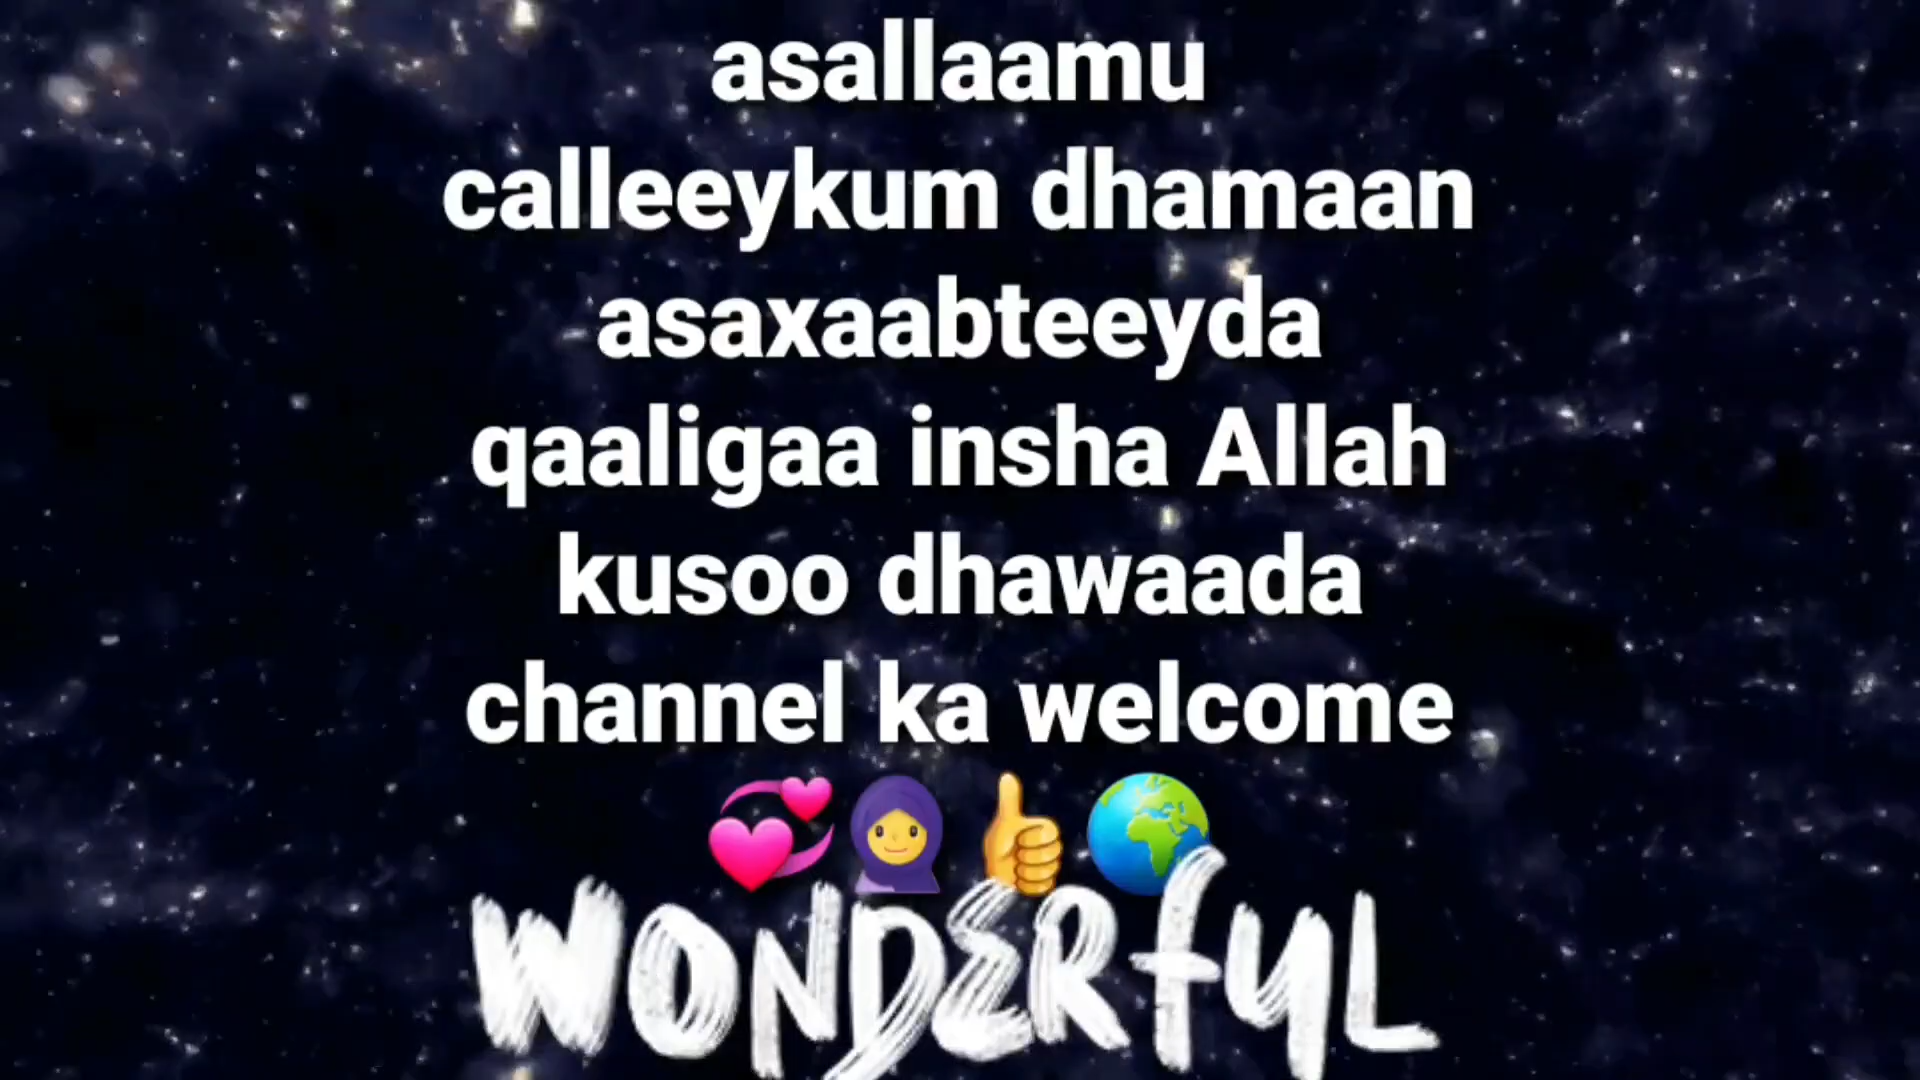 asallaamu
calleeykum dhamaan
asaxaabteeyda
qaaligaa insha Allah
kusoo dhawaada
channel ka welcome
💞🧕👍🌍
WONDERfUL